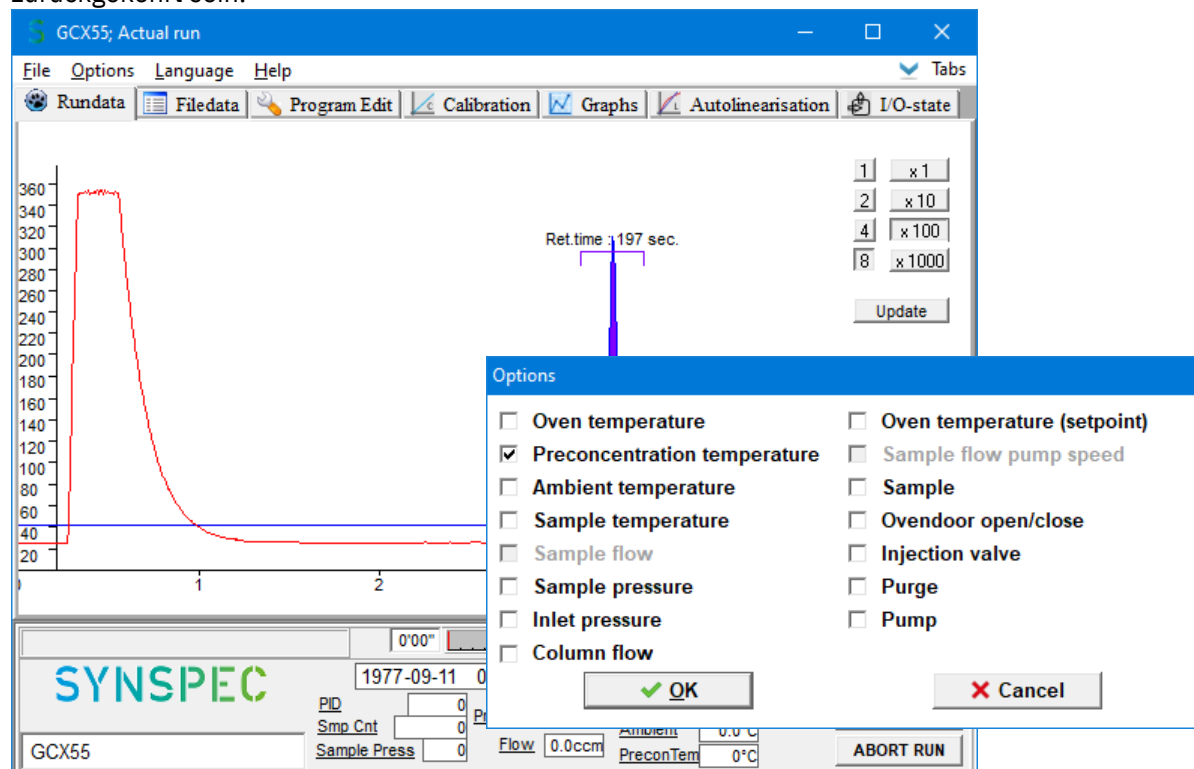 zurückgekehrt sein.
GCX55; Actual run
File Options Language Help Tabs
Rundata Filedata Program Edit Calibration Graphs Autolinearisation I/O-state
1 x 1
2 x 10
4 x 100
8 x 1000
Update
Ret.time : 197 sec.
360
340
320
300
280
260
240
220
200
180
160
140
120
100
80
60
40
20
1 2
Options
Oven temperature Oven temperature (setpoint)
Preconcentration temperature Sample flow pump speed
Ambient temperature Sample
Sample temperature Ovendoor open/close
Sample flow Injection valve
Sample pressure Purge
Inlet pressure Pump
Column flow
OK Cancel
0'00"
SYNSPEC
1977-09-11 0
PID 0
Smp Cnt 0
Sample Press 0
Flow 0.0ccm
Ambient 0.0°C
PreconTem 0°C
GCX55
ABORT RUN